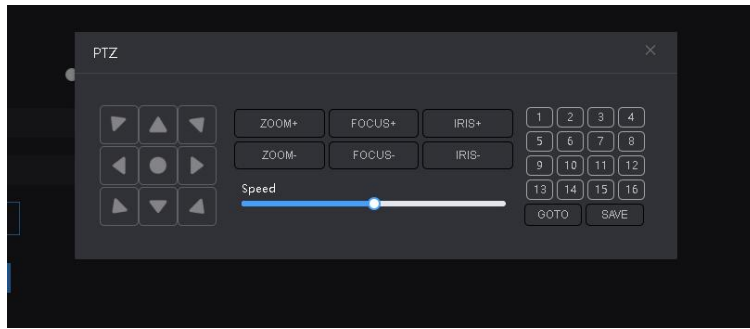 PTZ
ZOOM+ FOCUS+ IRIS+
ZOOM- FOCUS- IRIS-
Speed
1 2 3 4
5 6 7 8
9 10 11 12
13 14 15 16
GOTO SAVE